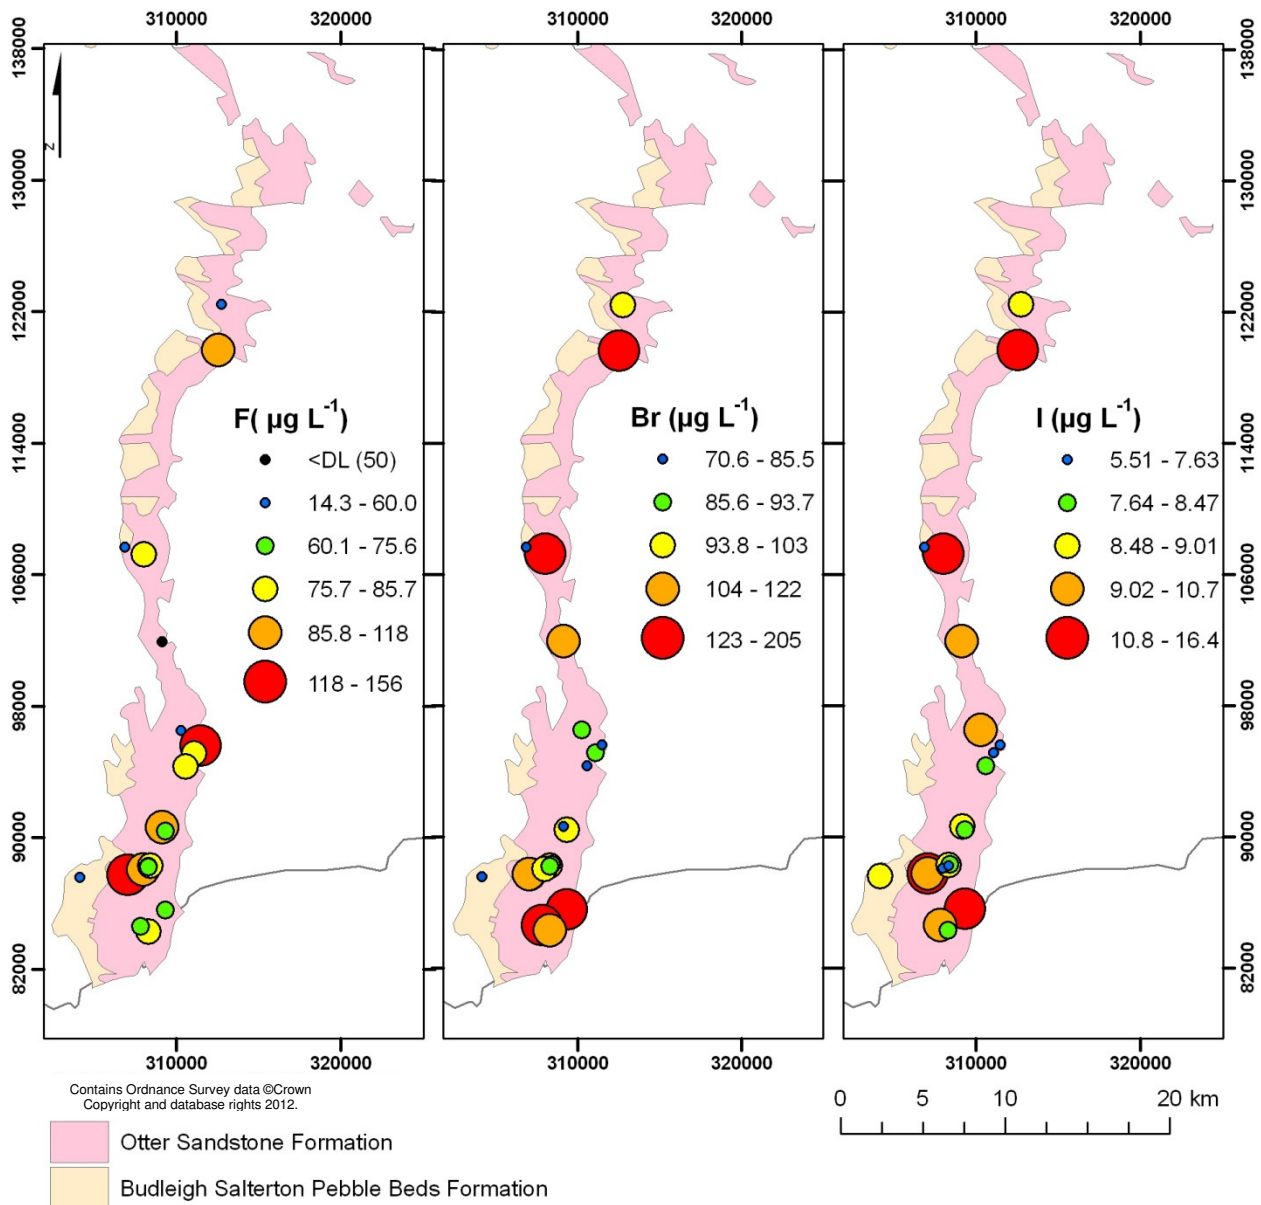 310000 320000 310000 320000 310000 320000
138000 138000
130000 130000
122000 122000
114000 114000
106000 106000
98000 98000
90000 90000
82000 82000
N
F( µg L⁻¹)
<DL (50)
14.3 - 60.0
60.1 - 75.6
75.7 - 85.7
85.8 - 118
118 - 156
Br (µg L⁻¹)
70.6 - 85.5
85.6 - 93.7
93.8 - 103
104 - 122
123 - 205
I (µg L⁻¹)
5.51 - 7.63
7.64 - 8.47
8.48 - 9.01
9.02 - 10.7
10.8 - 16.4
310000 320000 310000 320000 310000 320000
Contains Ordnance Survey data ©Crown
Copyright and database rights 2012.
0 5 10 20 km
Otter Sandstone Formation
Budleigh Salterton Pebble Beds Formation